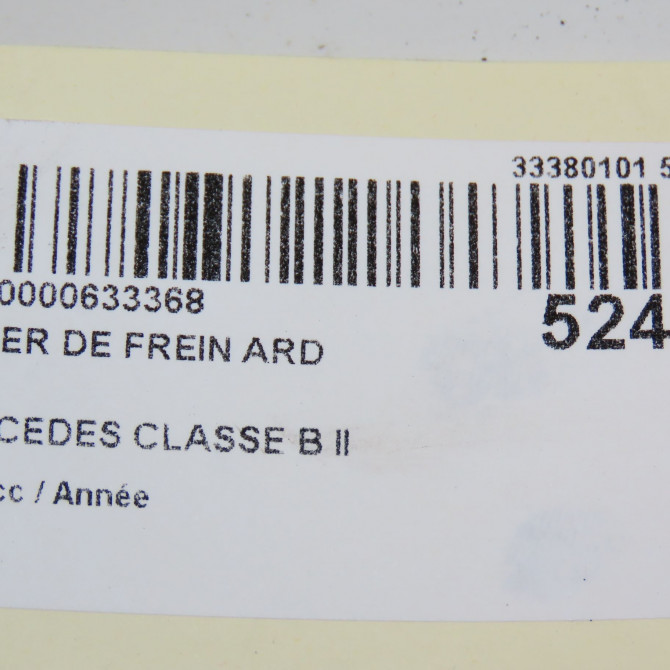 33380101 5
0000633368
524
ER DE FREIN ARD
CEDES CLASSE B II
cc / Année